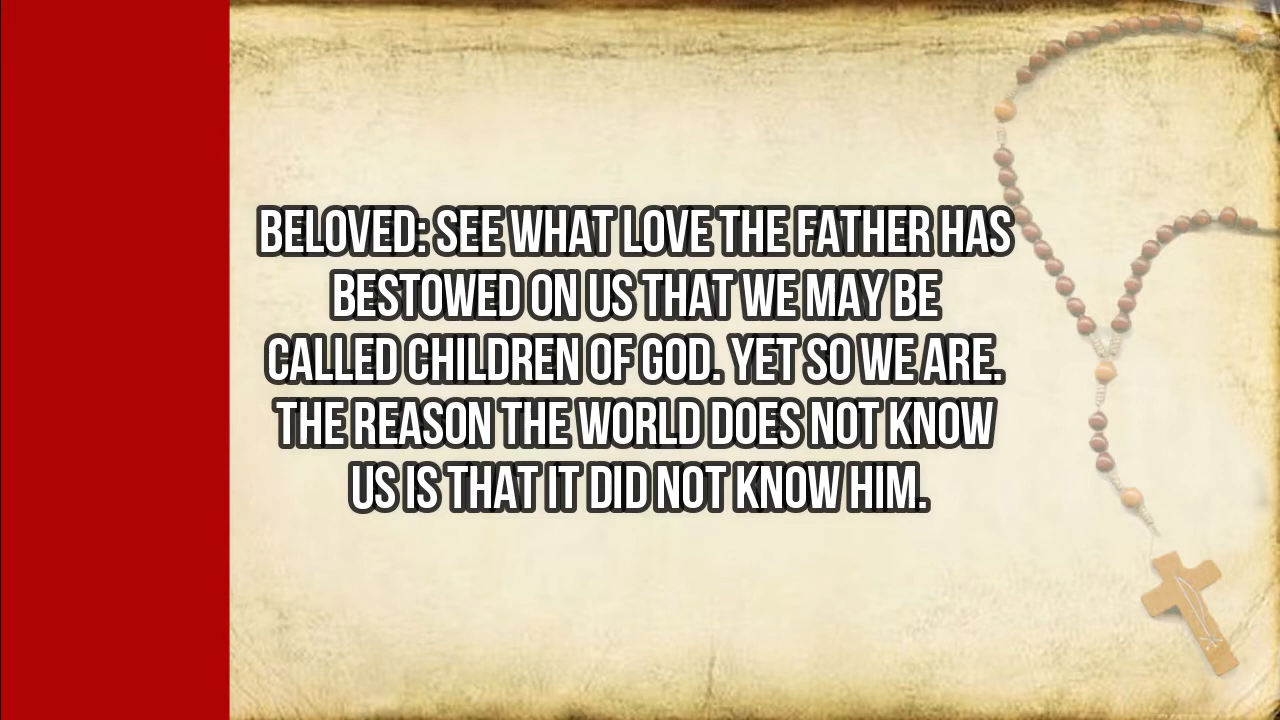 BELOVED: SEE WHAT LOVE THE FATHER HAS
BESTOWED ON US THAT WE MAY BE
CALLED CHILDREN OF GOD. YET SO WE ARE.
THE REASON THE WORLD DOES NOT KNOW
US IS THAT IT DID NOT KNOW HIM.